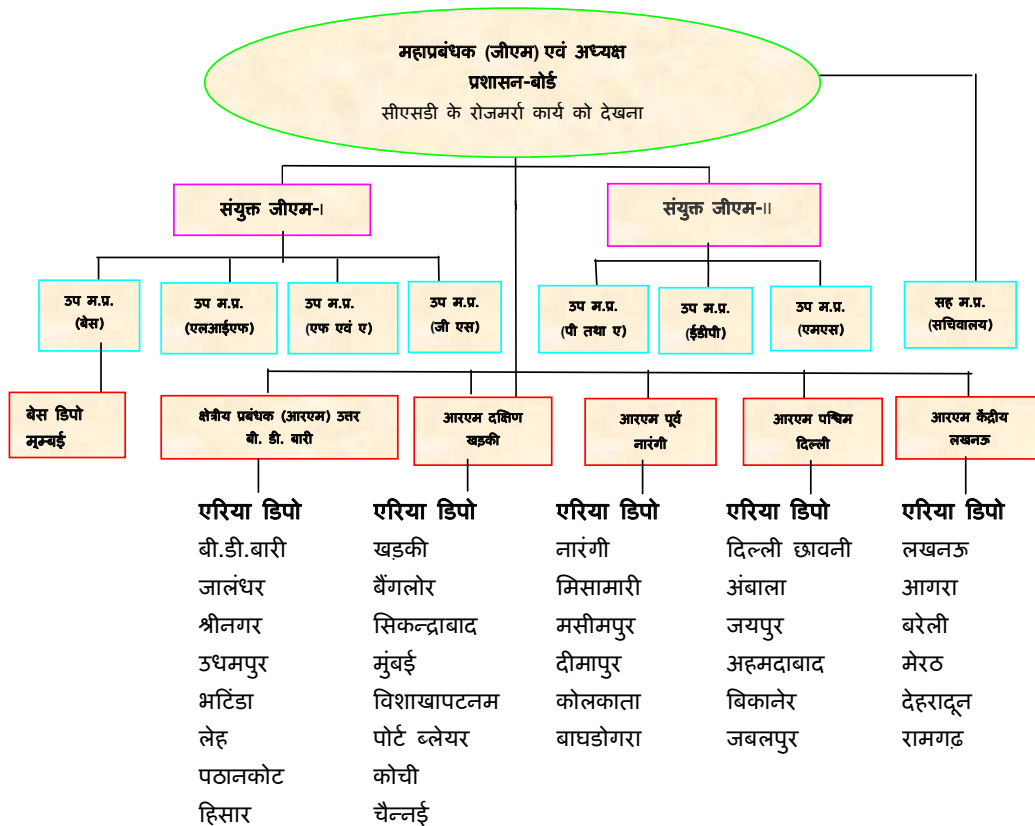 महाप्रबंधक (जीएम) एवं अध्यक्ष
प्रशासन-बोर्ड
सीएसडी के रोजमर्रा कार्य को देखना
संयुक्त जीएम-I
संयुक्त जीएम-II
उप म.प्र.
(बेस)
उप म.प्र.
(एलआईएफ)
उप म.प्र.
(एफ एवं ए)
उप म.प्र.
(जी एस)
उप म.प्र.
(पी तथा ए)
उप म.प्र.
(ईडीपी)
उप म.प्र.
(एमएस)
सह म.प्र.
(सचिवालय)
बेस डिपो
मुम्बई
क्षेत्रीय प्रबंधक (आरएम) उत्तर
बी. डी. बारी
आरएम दक्षिण
खड़की
आरएम पूर्व
नारंगी
आरएम पश्चिम
दिल्ली
आरएम केंद्रीय
लखनऊ
एरिया डिपो
बी.डी.बारी
जालंधर
श्रीनगर
उधमपुर
भटिंडा
लेह
पठानकोट
हिसार
एरिया डिपो
खड़की
बैंगलोर
सिकन्द्राबाद
मुंबई
विशाखापटनम
पोर्ट ब्लेयर
कोची
चैन्नई
एरिया डिपो
नारंगी
मिसामारी
मसीमपुर
दीमापुर
कोलकाता
बाघडोगरा
एरिया डिपो
दिल्ली छावनी
अंबाला
जयपुर
अहमदाबाद
बिकानेर
जबलपुर
एरिया डिपो
लखनऊ
आगरा
बरेली
मेरठ
देहरादून
रामगढ़